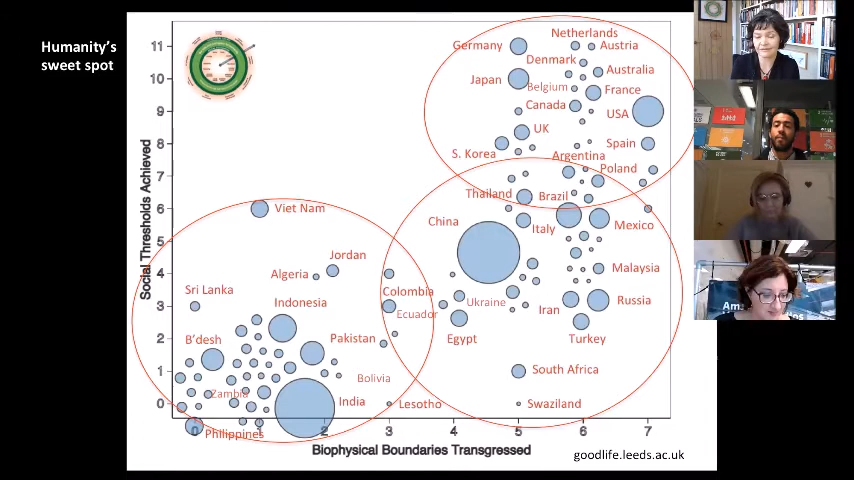 Humanity's
sweet spot
Social Thresholds Achieved
11
10
9
8
7
6
5
4
3
2
1
0
Germany
Netherlands
Austria
Denmark
Japan
Belgium
Australia
France
Canada
USA
UK
S. Korea
Spain
Argentina
Poland
Thailand
Brazil
Viet Nam
China
Italy
Mexico
Jordan
Algeria
Malaysia
Sri Lanka
Indonesia
Colombia
Ecuador
Ukraine
Iran
Russia
B'desh
Pakistan
Egypt
Turkey
Bolivia
South Africa
Zambia
India
Lesotho
Swaziland
Philippines
0
1
2
3
4
5
6
7
Biophysical Boundaries Transgressed
goodlife.leeds.ac.uk